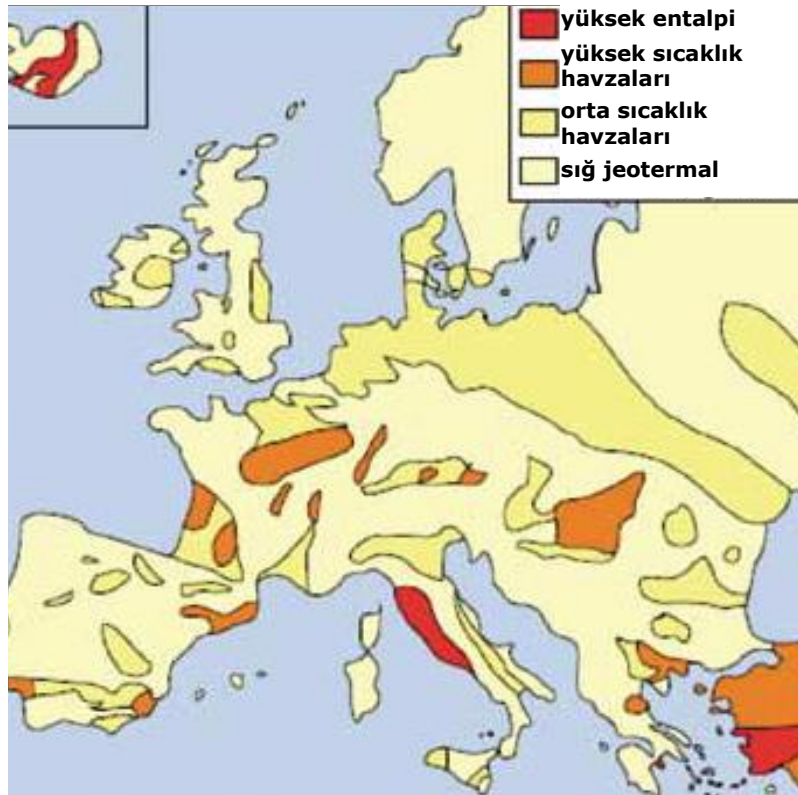 yüksek entalpi
yüksek sıcaklık
havzaları
orta sıcaklık
havzaları
sığ jeotermal